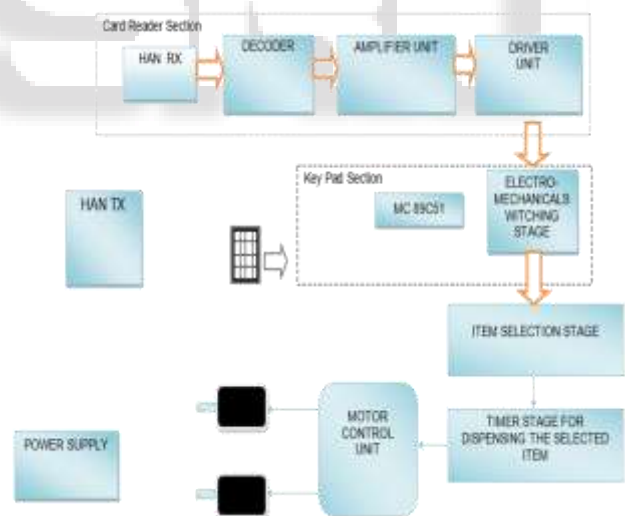 Card Reader Section
HAN RX
DECODER
AMPLIFIER UNIT
DRIVER
UNIT
Key Pad Section
MC 89C51
ELECTRO-
MECHANICALS
WITCHING
STAGE
HAN TX
ITEM SELECTION STAGE
TIMER STAGE FOR
DISPENSING THE SELECTED
ITEM
MOTOR
CONTROL
UNIT
POWER SUPPLY